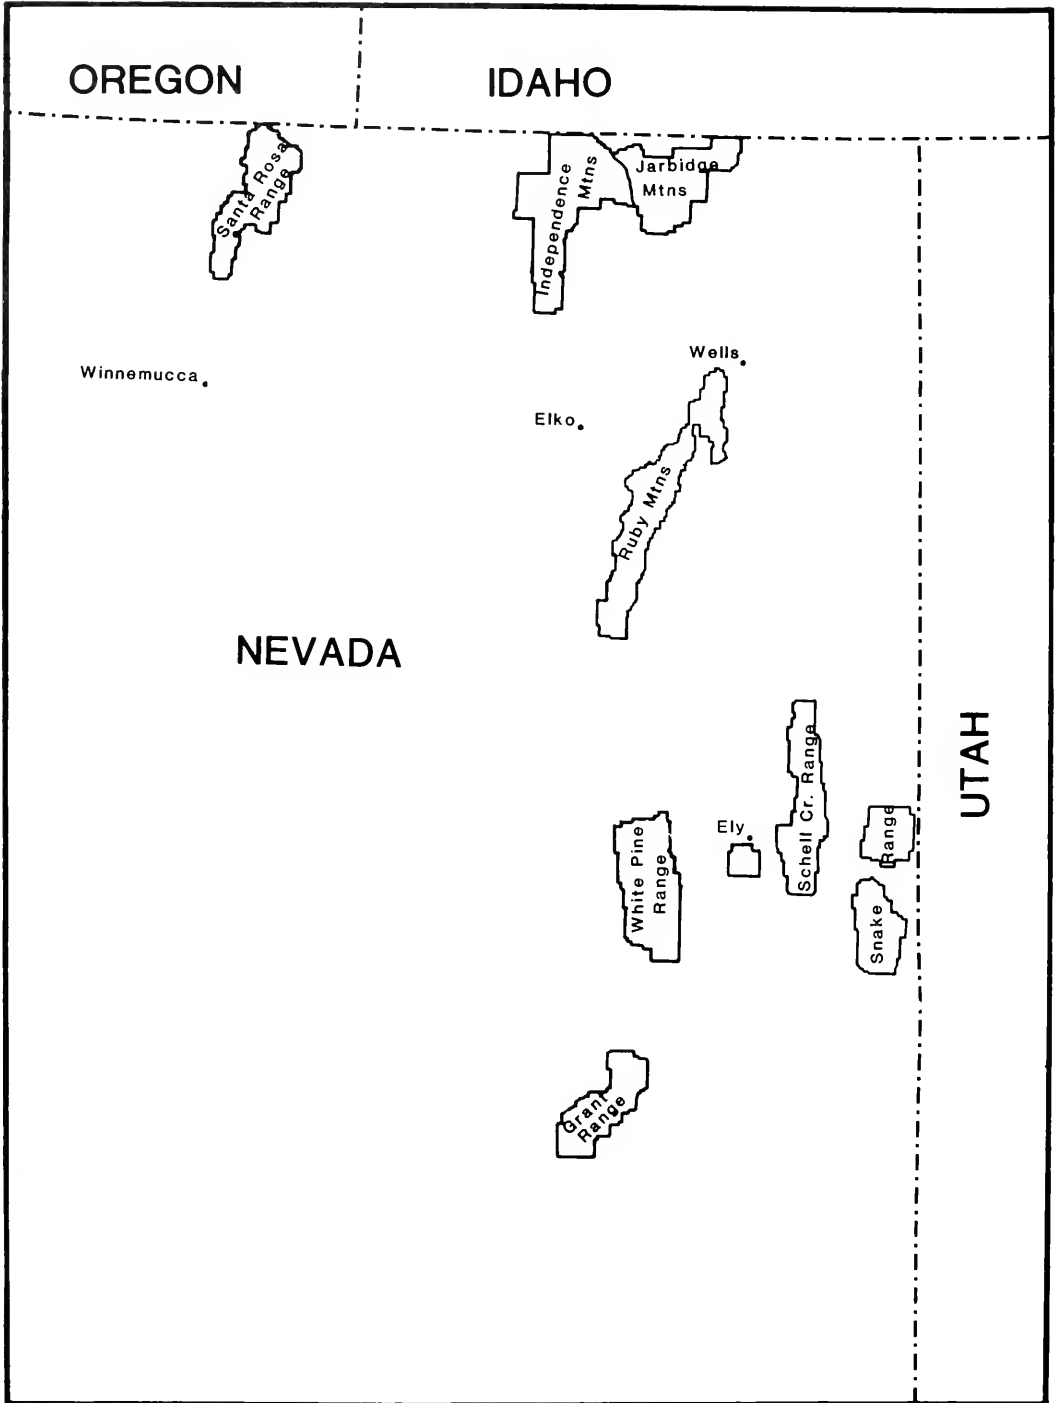 OREGON
IDAHO
Santa Rosa
Range
Independence
Mtns
Jarbidge
Mtns
Wells
Winnemucca
Elko
Ruby Mtns
NEVADA
UTAH
Schell Cr. Range
Ely
White Pine
Range
Snake
Range
Grant
Range